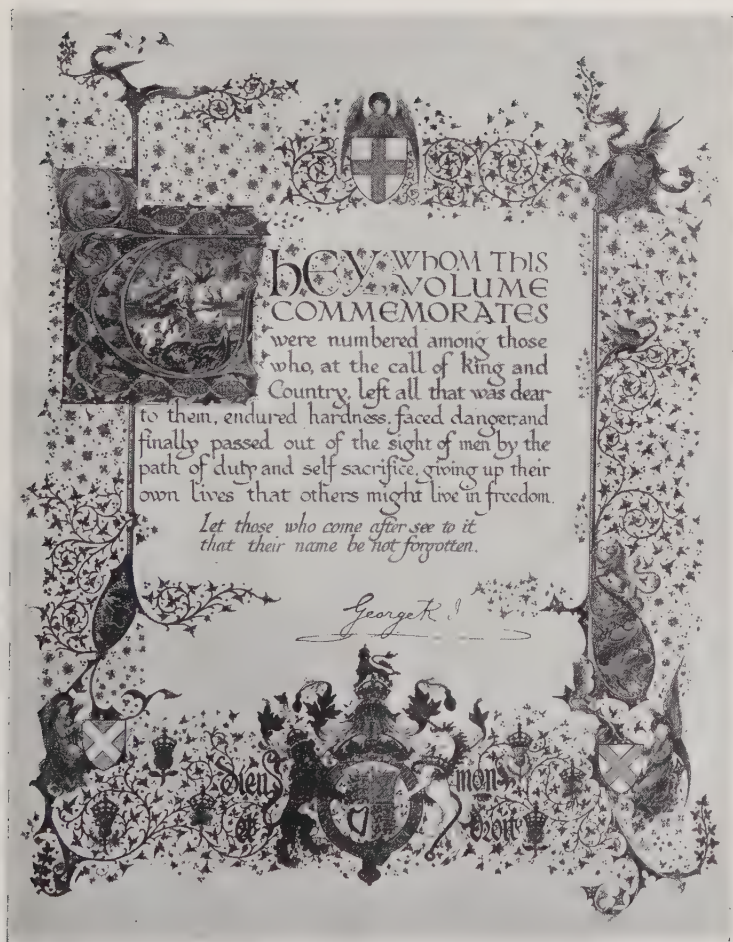 They whom this
volume
commemorates
were numbered among those
who, at the call of King and
Country, left all that was dear
to them, endured hardness, faced danger, and
finally passed out of the sight of men by the
path of duty and self sacrifice, giving up their
own lives that others might live in freedom.
Let those who come after see to it
that their name be not forgotten.
George R.I.
Dieu mon
et Droit